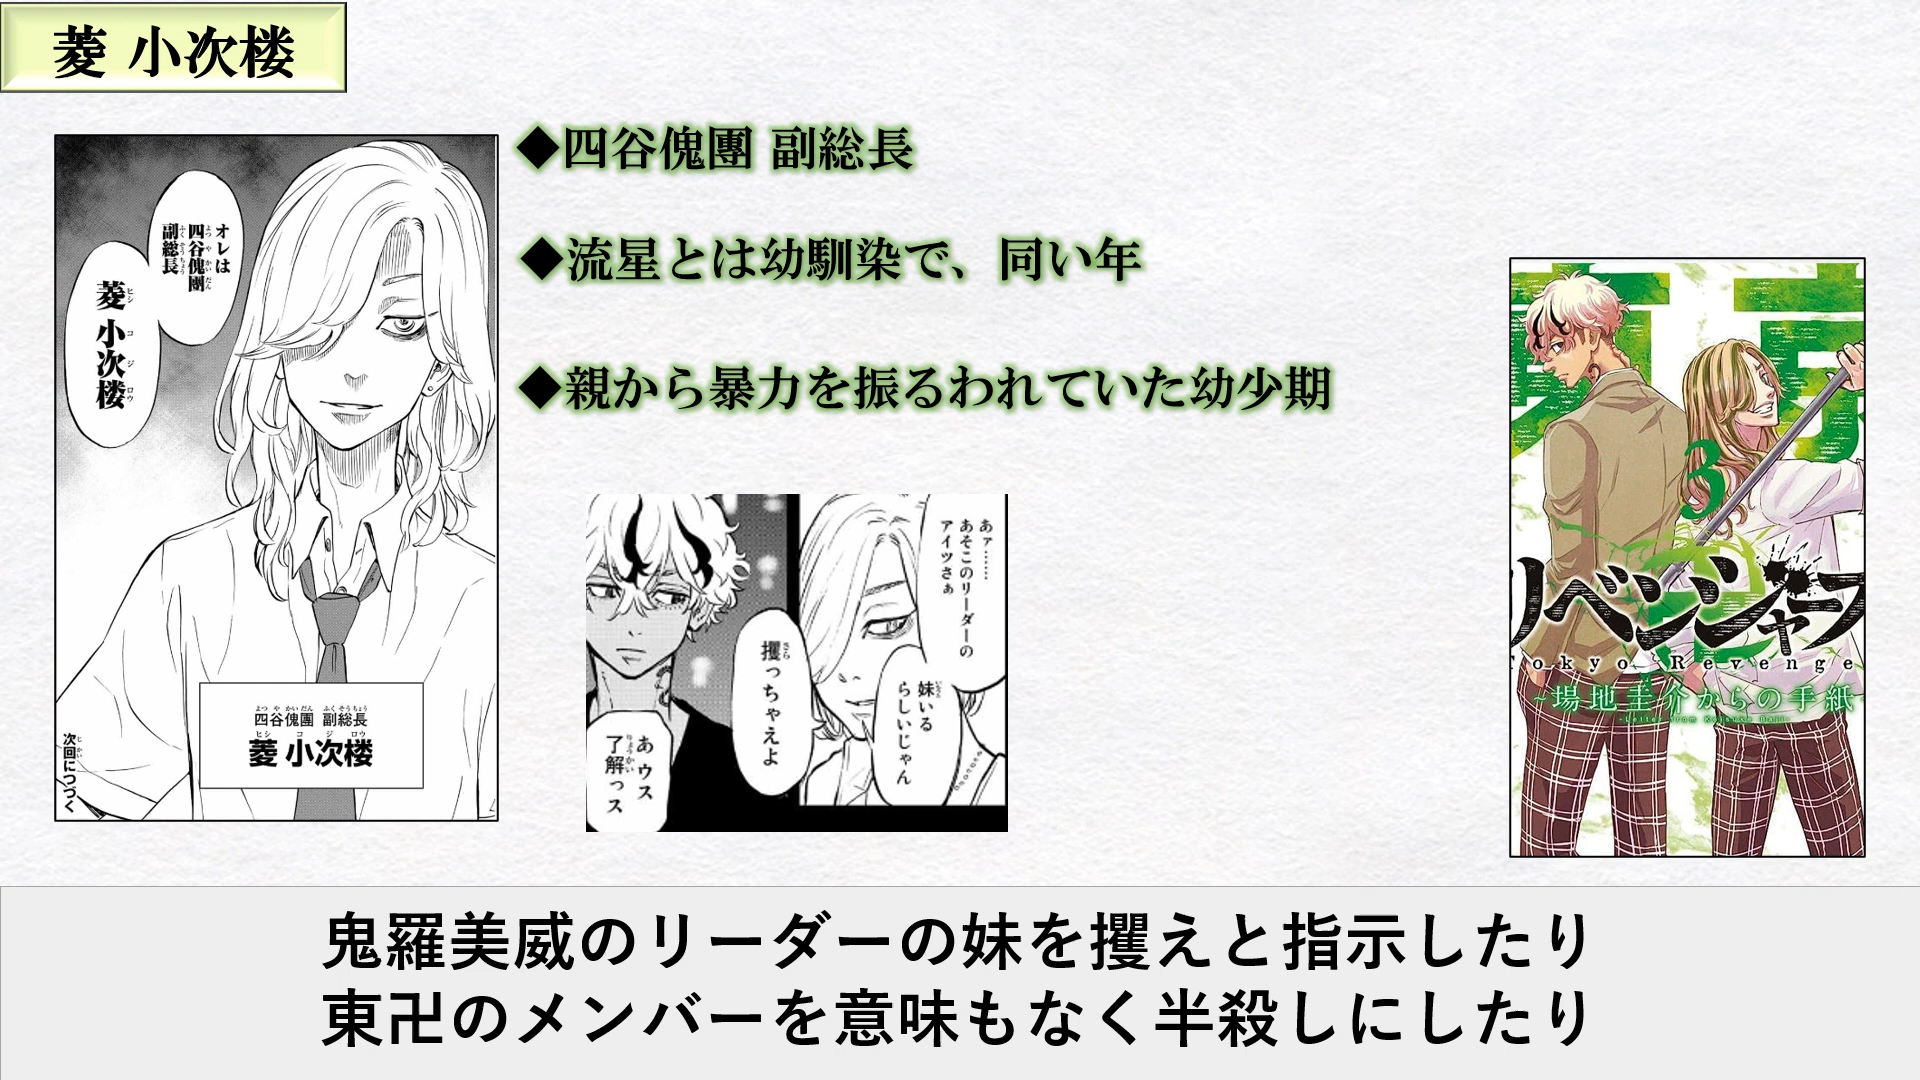 菱 小次楼
◆四谷傀團 副総長
◆流星とは幼馴染で、同い年
◆親から暴力を振るわれていた幼少期
オレは
四谷傀團
副総長
菱 小次楼
四谷傀團 副総長
菱 小次楼
次回につづく
あァ……
あそこのリーダーの
アイツさぁ
妹いる
らしいじゃん
攫っちゃえよ
あウス
了解っス
東京
3
リベンジャーズ
Tokyo Revenge
~場地圭介からの手紙~
-Letter from Keisuke Baji-
鬼羅美威のリーダーの妹を攫えと指示したり
東卍のメンバーを意味もなく半殺しにしたり